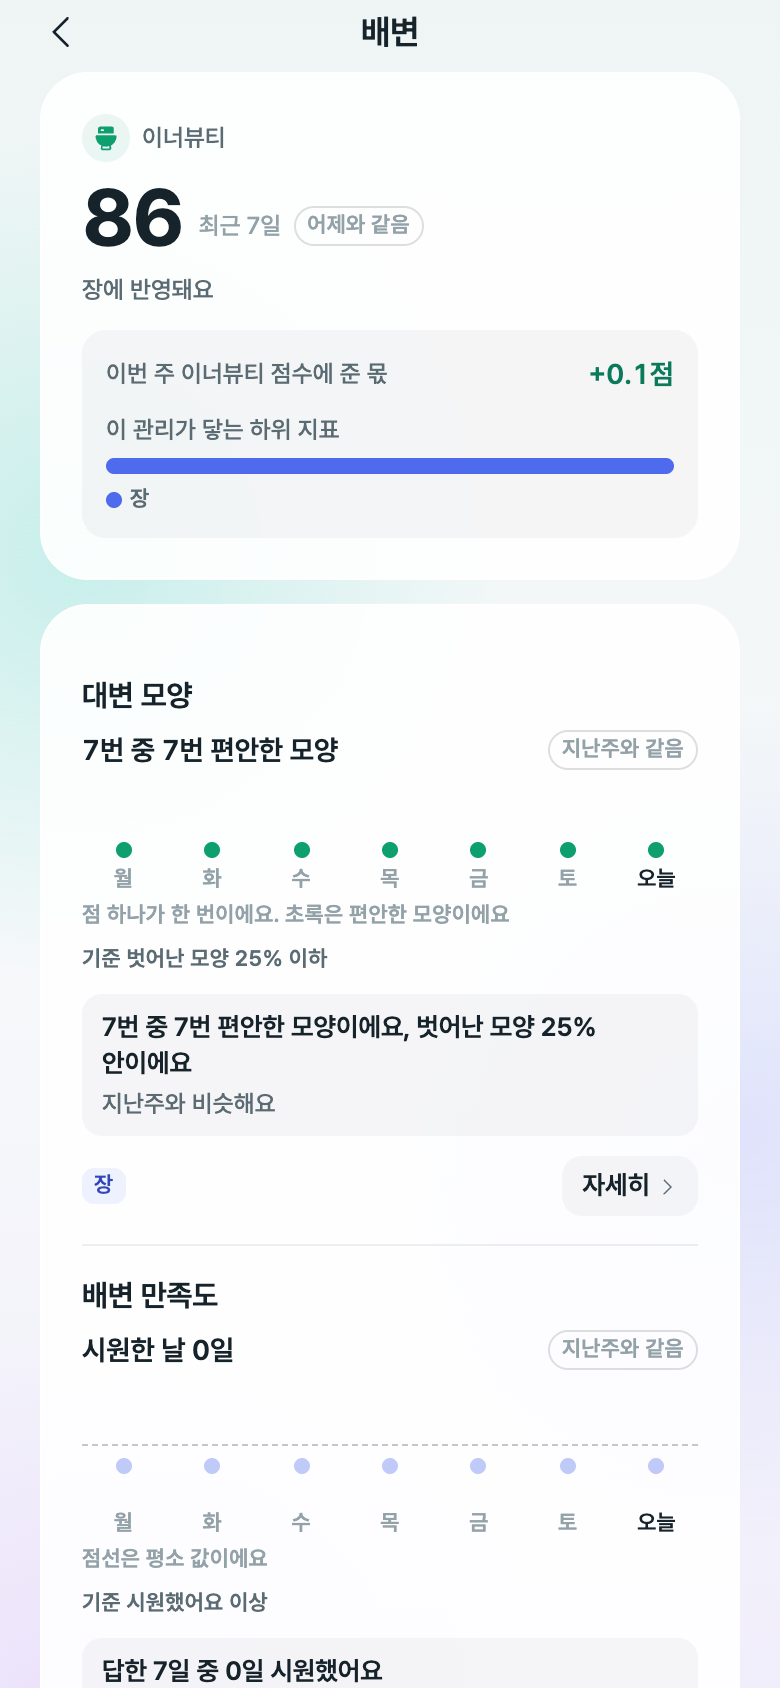 배변
이너뷰티
86 최근 7일 어제와 같음
장에 반영돼요
이번 주 이너뷰티 점수에 준 몫 +0.1점
이 관리가 닿는 하위 지표
장
대변 모양
7번 중 7번 편안한 모양 지난주와 같음
월 화 수 목 금 토 오늘
점 하나가 한 번이에요. 초록은 편안한 모양이에요
기준 벗어난 모양 25% 이하
7번 중 7번 편안한 모양이에요, 벗어난 모양 25%
안이에요
지난주와 비슷해요
장 자세히
배변 만족도
시원한 날 0일 지난주와 같음
월 화 수 목 금 토 오늘
점선은 평소 값이에요
기준 시원했어요 이상
답한 7일 중 0일 시원했어요